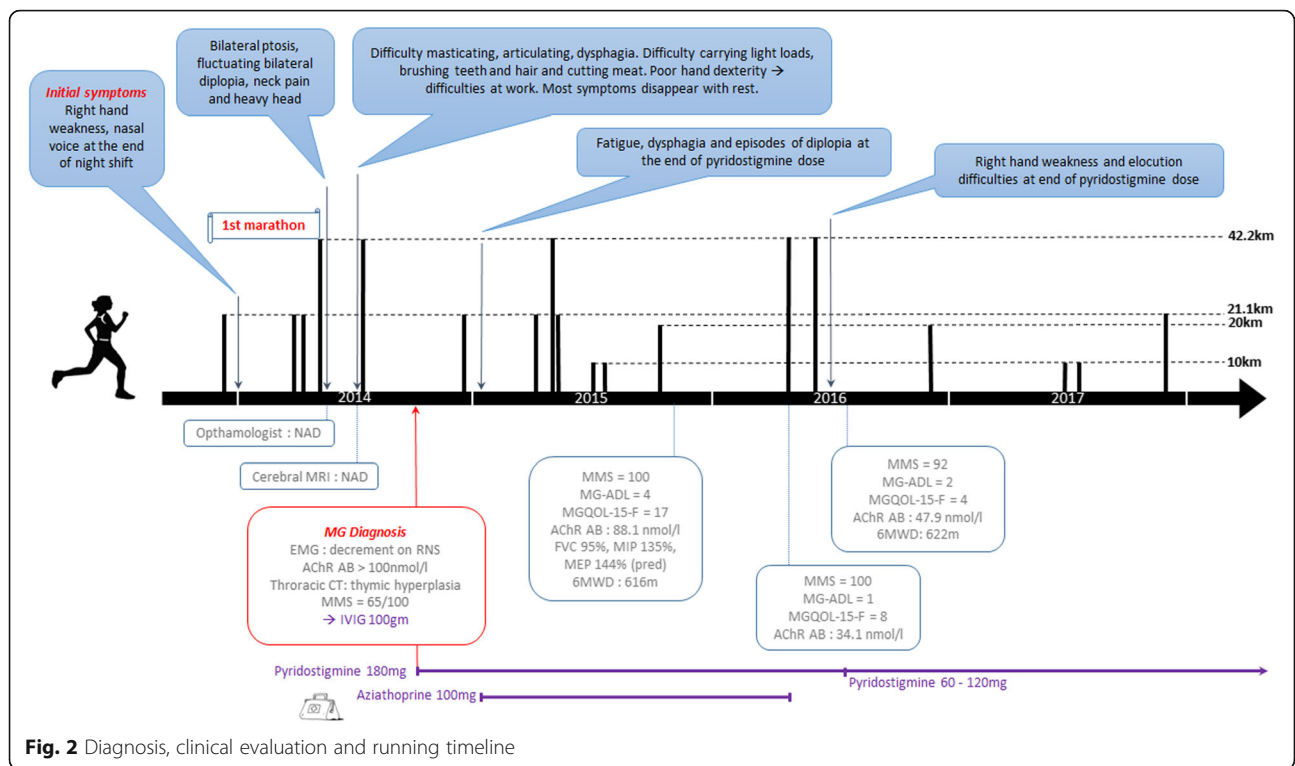 Initial symptoms
Right hand
weakness, nasal
voice at the end
of night shift
Bilateral ptosis,
fluctuating bilateral
diplopia, neck pain
and heavy head
Difficulty masticating, articulating, dysphagia. Difficulty carrying light loads,
brushing teeth and hair and cutting meat. Poor hand dexterity →
difficulties at work. Most symptoms disappear with rest.
Fatigue, dysphagia and episodes of diplopia at
the end of pyridostigmine dose
Right hand weakness and elocution
difficulties at end of pyridostigmine dose
1st marathon
42.2km
21.1km
20km
10km
2014
2015
2016
2017
Opthamologist : NAD
Cerebral MRI : NAD
MG Diagnosis
EMG : decrement on RNS
AChR AB > 100nmol/l
Throracic CT: thymic hyperplasia
MMS = 65/100
→ IVIG 100gm
MMS = 100
MG-ADL = 4
MGQOL-15-F = 17
AChR AB : 88.1 nmol/l
FVC 95%, MIP 135%,
MEP 144% (pred)
6MWD : 616m
MMS = 100
MG-ADL = 1
MGQOL-15-F = 8
AChR AB : 34.1 nmol/l
MMS = 92
MG-ADL = 2
MGQOL-15-F = 4
AChR AB : 47.9 nmol/l
6MWD: 622m
Pyridostigmine 180mg
Pyridostigmine 60 - 120mg
Aziathoprine 100mg
Fig. 2 Diagnosis, clinical evaluation and running timeline